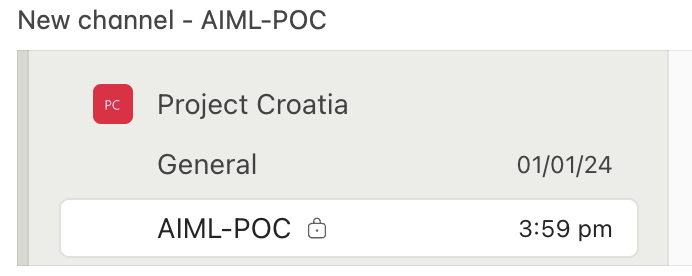 New channel - AIML-POC
PC Project Croatia
General 01/01/24
AIML-POC 3:59 pm